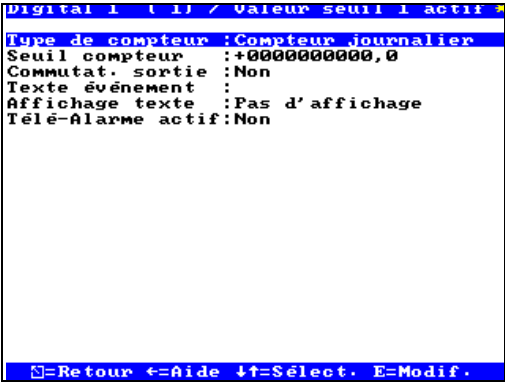 Digital 1 ( 1) / Valeur seuil 1 actif *
Type de compteur :Compteur journalier
Seuil compteur :+0000000000,0
Commutat. sortie :Non
Texte événement :
Affichage texte :Pas d'affichage
Télé-Alarme actif:Non
=Retour ←=Aide ↓↑=Sélect. E=Modif.